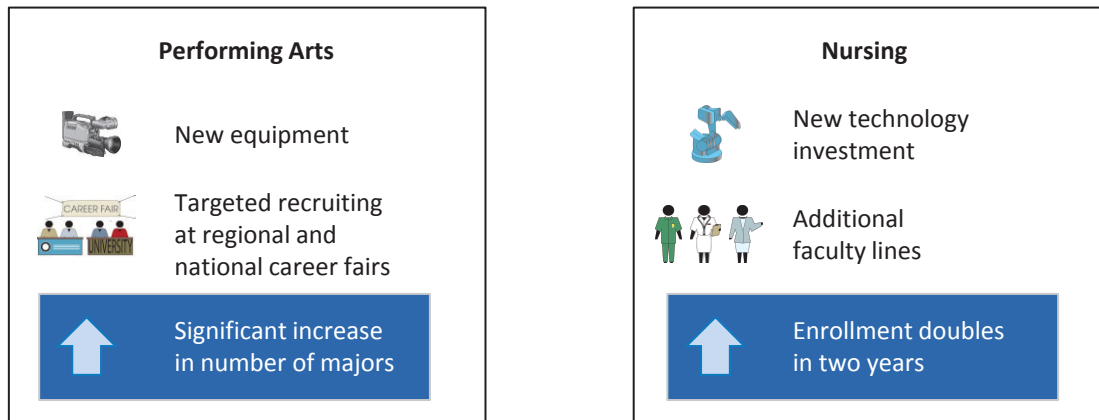 Performing Arts
New equipment
CAREER FAIR
UNIVERSITY
Targeted recruiting
at regional and
national career fairs
Significant increase
in number of majors
Nursing
New technology
investment
Additional
faculty lines
Enrollment doubles
in two years